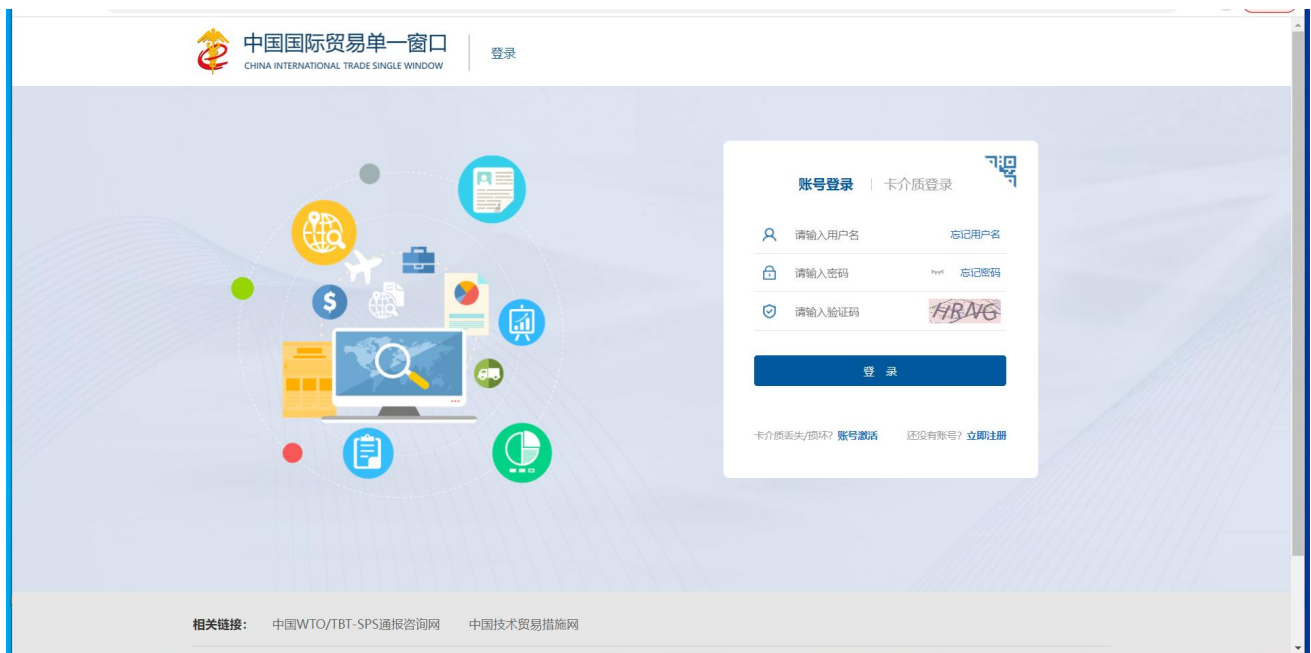 中国国际贸易单一窗口
CHINA INTERNATIONAL TRADE SINGLE WINDOW
登录
账号登录 卡介质登录
请输入用户名 忘记用户名
请输入密码 忘记密码
请输入验证码 HRNG
登 录
卡介质丢失/损坏? 账号激活 还没有账号? 立即注册
相关链接: 中国WTO/TBT-SPS通报咨询网 中国技术贸易措施网